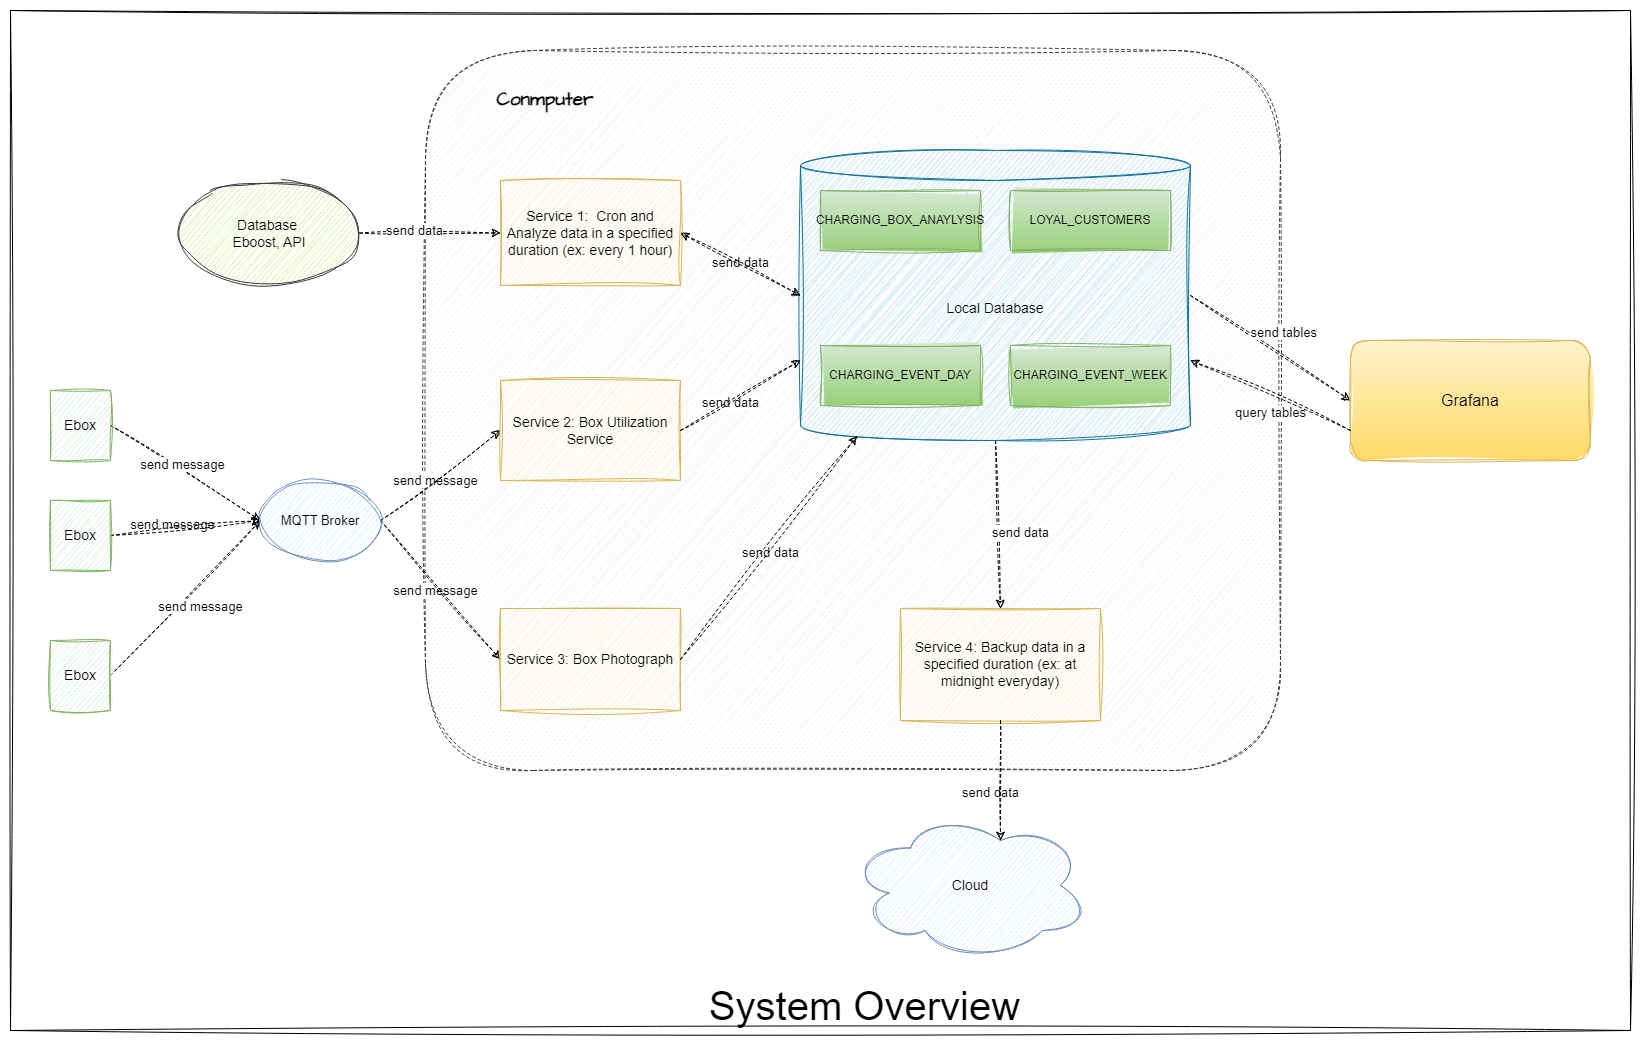 Conmputer
Database
Eboost, API
send data
Service 1:  Cron and
Analyze data in a specified
duration (ex: every 1 hour)
send data
CHARGING_BOX_ANAYLYSIS
LOYAL_CUSTOMERS
Local Database
CHARGING_EVENT_DAY
CHARGING_EVENT_WEEK
send tables
query tables
Grafana
Ebox
send message
Ebox
send message
Ebox
send message
MQTT Broker
send message
send message
Service 2: Box Utilization
Service
send data
Service 3: Box Photograph
send data
send data
Service 4: Backup data in a
specified duration (ex: at
midnight everyday)
send data
Cloud
System Overview